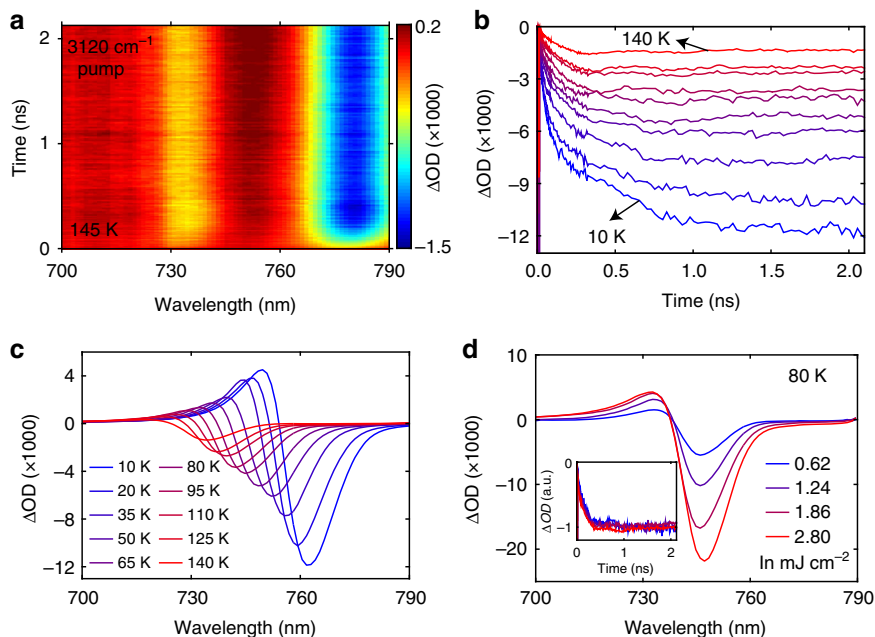 a
3120 cm⁻¹
pump
145 K
2
1
0
Time (ns)
700 730 760 790
Wavelength (nm)
0.2
−1.5
ΔOD (×1000)
b
140 K
10 K
0
−3
−6
−9
−12
ΔOD (×1000)
0.0 0.5 1.0 1.5 2.0
Time (ns)
c
4
0
−4
−8
−12
ΔOD (×1000)
10 K 80 K
20 K 95 K
35 K 110 K
50 K 125 K
65 K 140 K
700 730 760 790
Wavelength (nm)
d
80 K
10
0
−10
−20
ΔOD (×1000)
0
−1
ΔOD (a.u.)
0 1 2
Time (ns)
0.62
1.24
1.86
2.80
In mJ cm⁻²
700 730 760 790
Wavelength (nm)